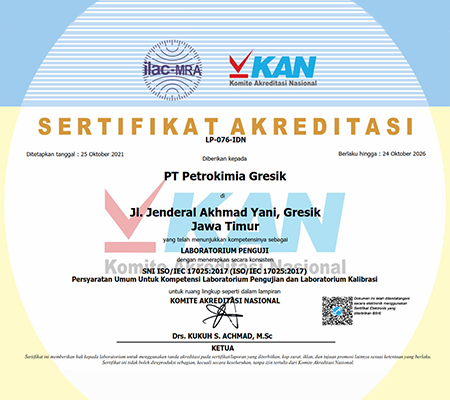 ilac-MRA
KAN
Komite Akreditasi Nasional
SERTIFIKAT AKREDITASI
LP-076-IDN
Ditetapkan tanggal : 25 Oktober 2021
Berlaku hingga : 24 Oktober 2026
Diberikan kepada
PT Petrokimia Gresik
di
Jl. Jenderal Akhmad Yani, Gresik
Jawa Timur
yang telah menunjukkan kompetensinya sebagai
LABORATORIUM PENGUJI
dengan menerapkan secara konsisten
SNI ISO/IEC 17025:2017 (ISO/IEC 17025:2017)
Persyaratan Umum Untuk Kompetensi Laboratorium Pengujian dan Laboratorium Kalibrasi
untuk ruang lingkup seperti dalam lampiran
KOMITE AKREDITASI NASIONAL
Dokumen ini telah ditandatangani
secara elektronik menggunakan
Sertifikat Elektronik yang
diterbitkan BSrE
Drs. KUKUH S. ACHMAD, M.Sc
KETUA
Sertifikat ini memberikan hak kepada laboratorium untuk menggunakan tanda akreditasi pada sertifikat/laporan yang diterbitkan, kop surat, iklan, dan tujuan promosi lainnya sesuai ketentuan yang berlaku.
Sertifikat ini tidak boleh direproduksi sebagian, kecuali secara keseluruhan, tanpa izin tertulis dari Komite Akreditasi Nasional.
KAN
Komite Akreditasi Nasional